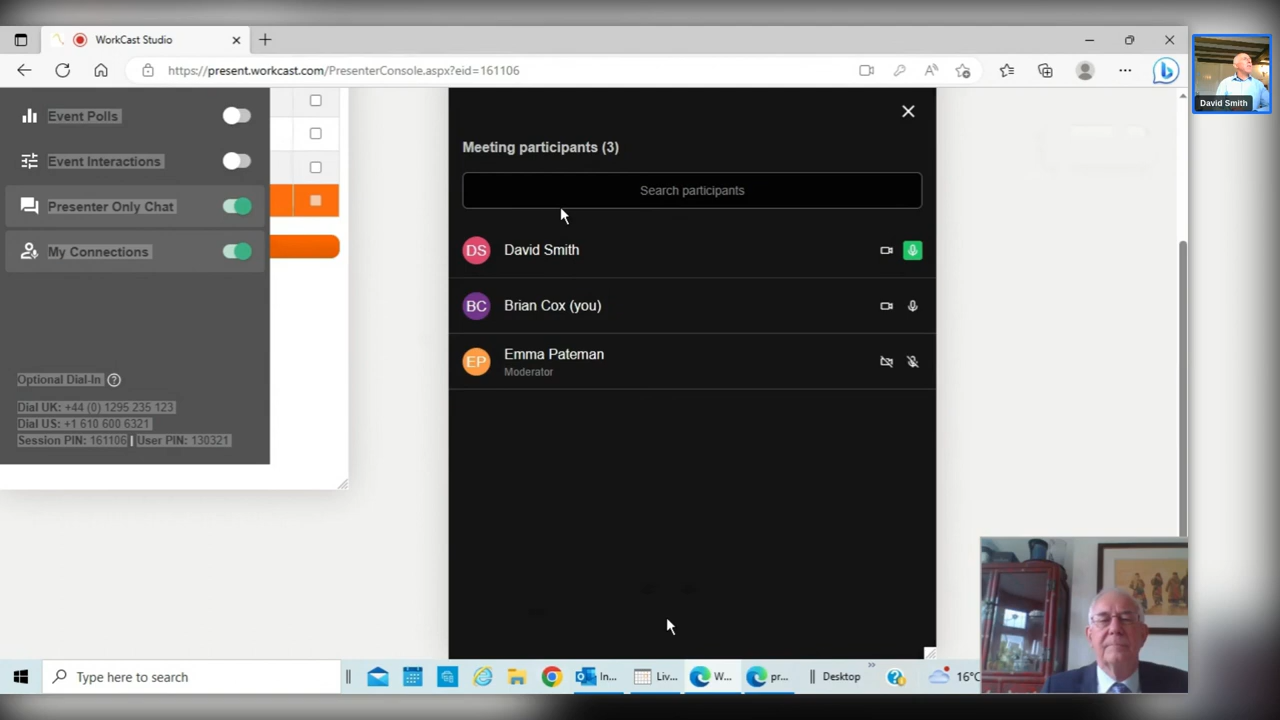 WorkCast Studio
https://present.workcast.com/PresenterConsole.aspx?eid=161106
David Smith
Event Polls
Event Interactions
Presenter Only Chat
My Connections
Optional Dial-In
Dial UK: +44 (0) 1295 235 123
Dial US: +1 610 600 6321
Session PIN: 161106 | User PIN: 130321
Meeting participants (3)
Search participants
DS David Smith
BC Brian Cox (you)
EP Emma Pateman
Moderator
Type here to search
In...
Liv...
W...
pr...
Desktop
16°C